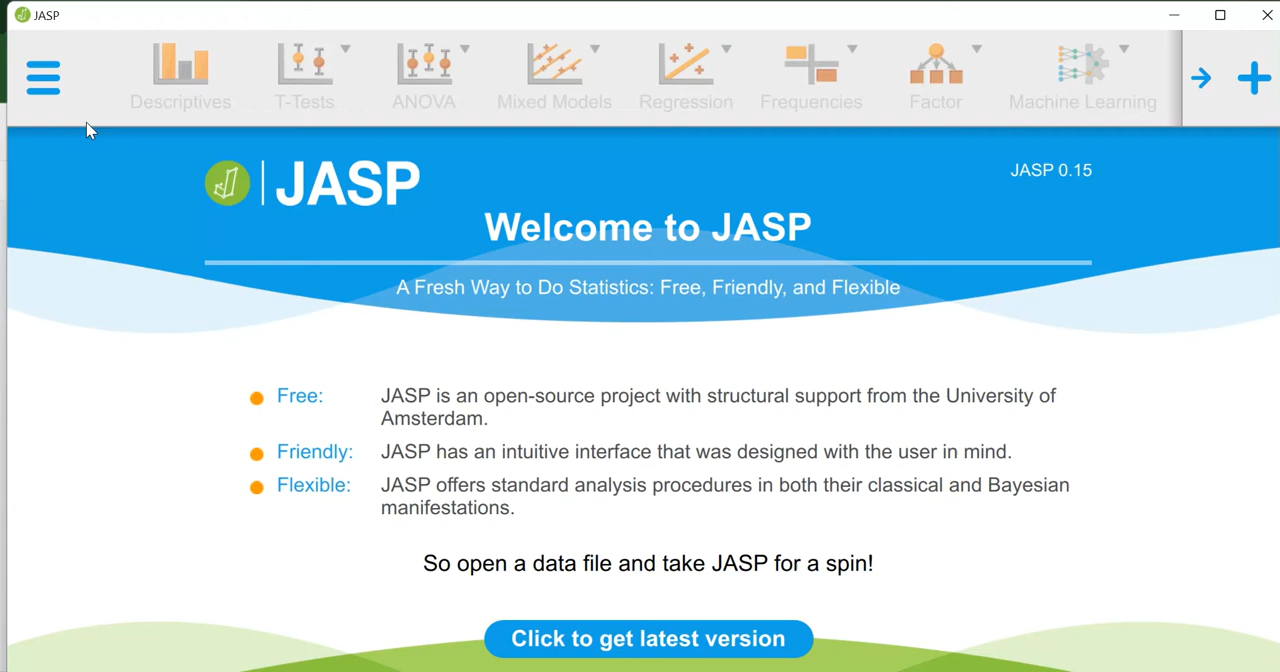 JASP
Descriptives T-Tests ANOVA Mixed Models Regression Frequencies Factor Machine Learning
JASP
JASP 0.15
Welcome to JASP
A Fresh Way to Do Statistics: Free, Friendly, and Flexible
Free: JASP is an open-source project with structural support from the University of
Amsterdam.
Friendly: JASP has an intuitive interface that was designed with the user in mind.
Flexible: JASP offers standard analysis procedures in both their classical and Bayesian
manifestations.
So open a data file and take JASP for a spin!
Click to get latest version